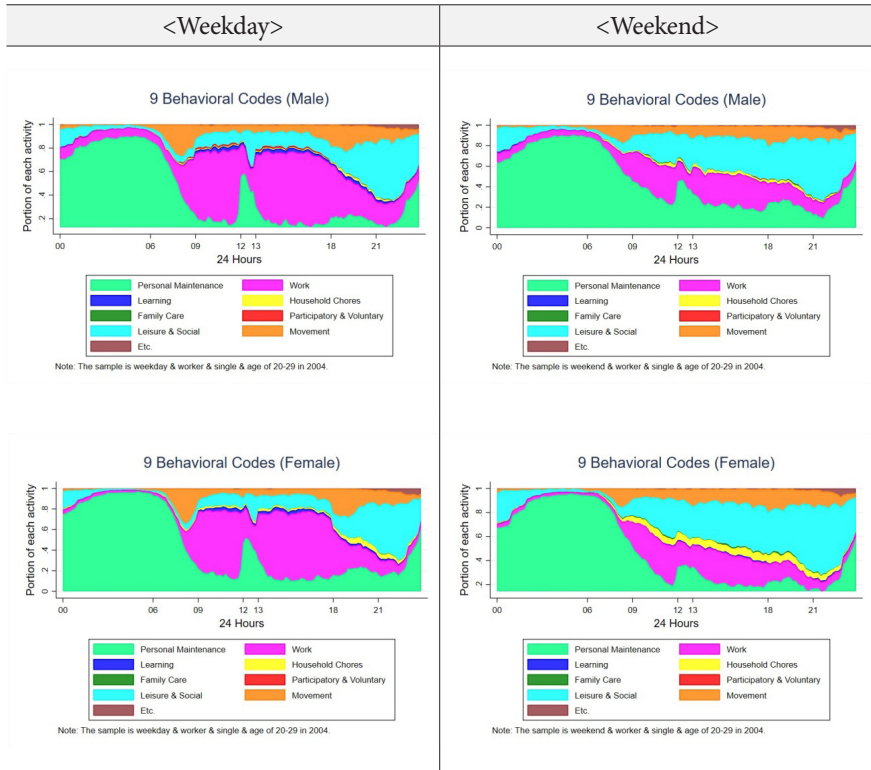 <Weekday>
<Weekend>
9 Behavioral Codes (Male)
Portion of each activity
1
.8
.6
.4
.2
00 06 09 12 13 18 21
24 Hours
Personal Maintenance Work
Learning Household Chores
Family Care Participatory & Voluntary
Leisure & Social Movement
Etc.
Note: The sample is weekday & worker & single & age of 20-29 in 2004.
9 Behavioral Codes (Male)
Portion of each activity
1
.8
.6
.4
.2
0
00 06 09 12 13 18 21
24 Hours
Personal Maintenance Work
Learning Household Chores
Family Care Participatory & Voluntary
Leisure & Social Movement
Etc.
Note: The sample is weekend & worker & single & age of 20-29 in 2004.
9 Behavioral Codes (Female)
Portion of each activity
1
.8
.6
.4
.2
0
00 06 09 12 13 18 21
24 Hours
Personal Maintenance Work
Learning Household Chores
Family Care Participatory & Voluntary
Leisure & Social Movement
Etc.
Note: The sample is weekday & worker & single & age of 20-29 in 2004.
9 Behavioral Codes (Female)
Portion of each activity
1
.8
.6
.4
.2
00 06 09 12 13 18 21
24 Hours
Personal Maintenance Work
Learning Household Chores
Family Care Participatory & Voluntary
Leisure & Social Movement
Etc.
Note: The sample is weekend & worker & single & age of 20-29 in 2004.